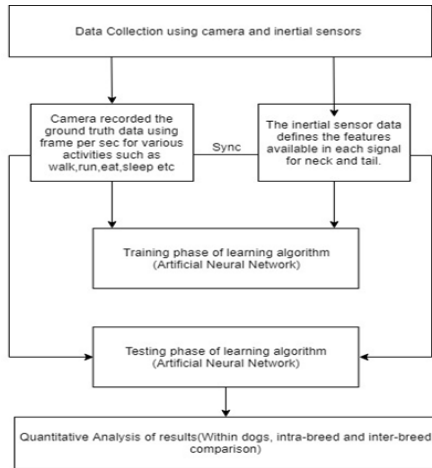 Data Collection using camera and inertial sensors
Camera recorded the
ground truth data using
frame per sec for various
activities such as
walk,run,eat,sleep etc
Sync
The inertial sensor data
defines the features
available in each signal
for neck and tail.
Training phase of learning algorithm
(Artificial Neural Network)
Testing phase of learning algorithm
(Artificial Neural Network)
Quantitative Analysis of results(Within dogs, intra-breed and inter-breed
comparison)